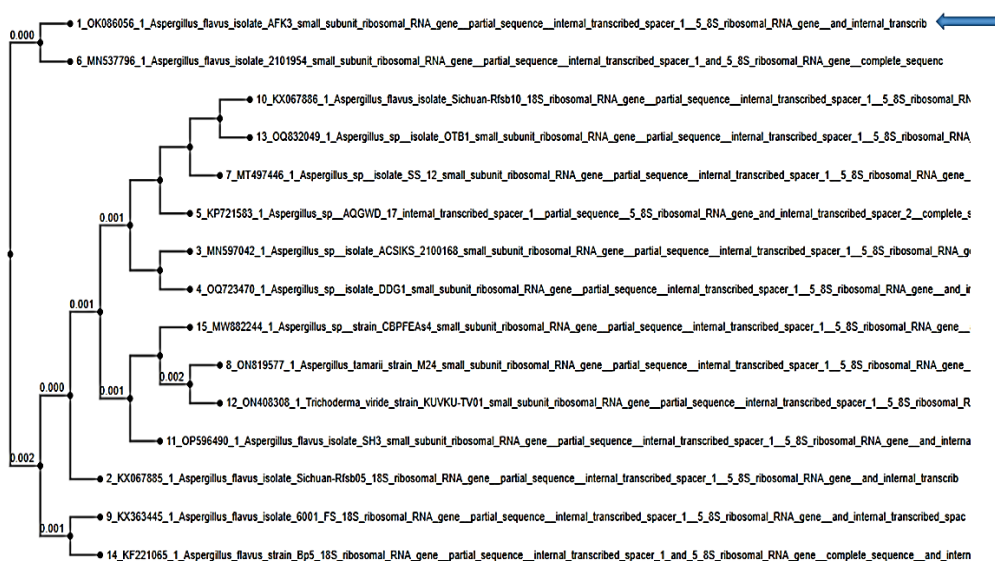 0.000
1_OK086056_1_Aspergillus_flavus_isolate_AFK3_small_subunit_ribosomal_RNA_gene__partial_sequence__internal_transcribed_spacer_1__5_8S_ribosomal_RNA_gene__and_internal_transcrib
6_MN537796_1_Aspergillus_flavus_isolate_2101954_small_subunit_ribosomal_RNA_gene__partial_sequence__internal_transcribed_spacer_1_and_5_8S_ribosomal_RNA_gene__complete_sequenc
10_KX067886_1_Aspergillus_flavus_isolate_Sichuan-Rfsb10_18S_ribosomal_RNA_gene__partial_sequence__internal_transcribed_spacer_1__5_8S_ribosomal_RN
13_OQ832049_1_Aspergillus_sp__isolate_OTB1_small_subunit_ribosomal_RNA_gene__partial_sequence__internal_transcribed_spacer_1__5_8S_ribosomal_RNA_
7_MT497446_1_Aspergillus_sp__isolate_SS_12_small_subunit_ribosomal_RNA_gene__partial_sequence__internal_transcribed_spacer_1__5_8S_ribosomal_RNA_gene_
5_KP721583_1_Aspergillus_sp__AQGWD_17_internal_transcribed_spacer_1__partial_sequence__5_8S_ribosomal_RNA_gene_and_internal_transcribed_spacer_2__complete_s
0.001
3_MN597042_1_Aspergillus_sp__isolate_ACSIKS_2100168_small_subunit_ribosomal_RNA_gene__partial_sequence__internal_transcribed_spacer_1__5_8S_ribosomal_RNA_g
4_OQ723470_1_Aspergillus_sp__isolate_DDG1_small_subunit_ribosomal_RNA_gene__partial_sequence__internal_transcribed_spacer_1__5_8S_ribosomal_RNA_gene__and_i
0.001
15_MW882244_1_Aspergillus_sp__strain_CBPFEAs4_small_subunit_ribosomal_RNA_gene__partial_sequence__internal_transcribed_spacer_1__5_8S_ribosomal_RNA_gene__
8_ON819577_1_Aspergillus_tamarii_strain_M24_small_subunit_ribosomal_RNA_gene__partial_sequence__internal_transcribed_spacer_1__5_8S_ribosomal_RNA_gene_
0.002
0.000
0.001
12_ON408308_1_Trichoderma_viride_strain_KUVKU-TV01_small_subunit_ribosomal_RNA_gene__partial_sequence__internal_transcribed_spacer_1__5_8S_ribosomal_R
11_OP596490_1_Aspergillus_flavus_isolate_SH3_small_subunit_ribosomal_RNA_gene__partial_sequence__internal_transcribed_spacer_1__5_8S_ribosomal_RNA_gene__and_interna
0.002
2_KX067885_1_Aspergillus_flavus_isolate_Sichuan-Rfsb05_18S_ribosomal_RNA_gene__partial_sequence__internal_transcribed_spacer_1__5_8S_ribosomal_RNA_gene__and_internal_transcrib
9_KX363445_1_Aspergillus_flavus_isolate_6001_FS_18S_ribosomal_RNA_gene__partial_sequence__internal_transcribed_spacer_1__5_8S_ribosomal_RNA_gene__and_internal_transcribed_spac
0.001
14_KF221065_1_Aspergillus_flavus_strain_Bp5_18S_ribosomal_RNA_gene__partial_sequence__internal_transcribed_spacer_1_and_5_8S_ribosomal_RNA_gene__complete_sequence__and_intern